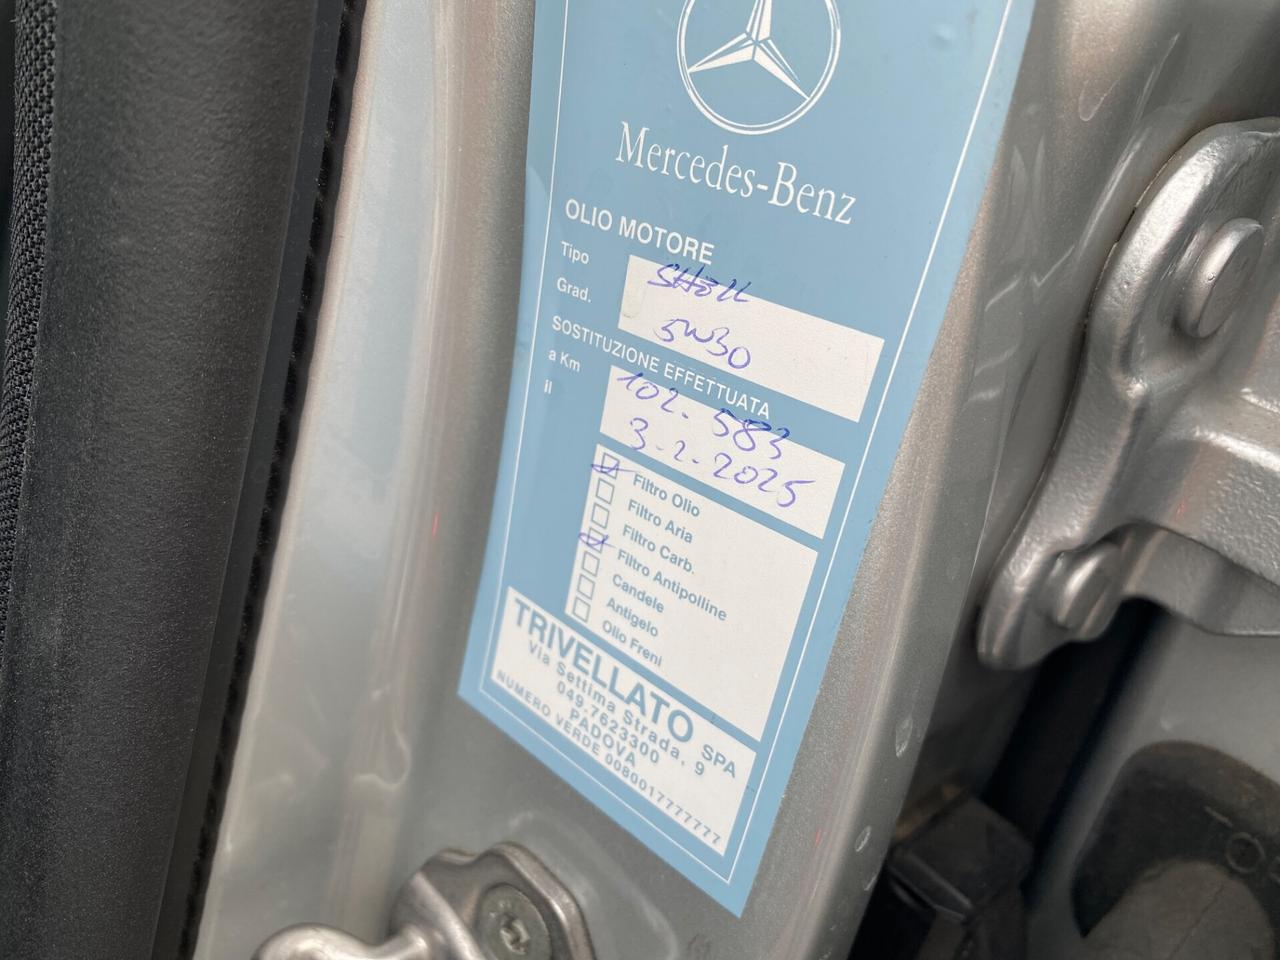 Mercedes-Benz
OLIO MOTORE
Tipo SHELL
Grad. 5W30
SOSTITUZIONE EFFETTUATA
a Km 102.583
il 3-2-2025
Filtro Olio
Filtro Aria
Filtro Carb.
Filtro Antipolline
Candele
Antigelo
Olio Freni
TRIVELLATO SPA
Via Settima Strada, 9
049-7623300
PADOVA
NUMERO VERDE 00800177777777